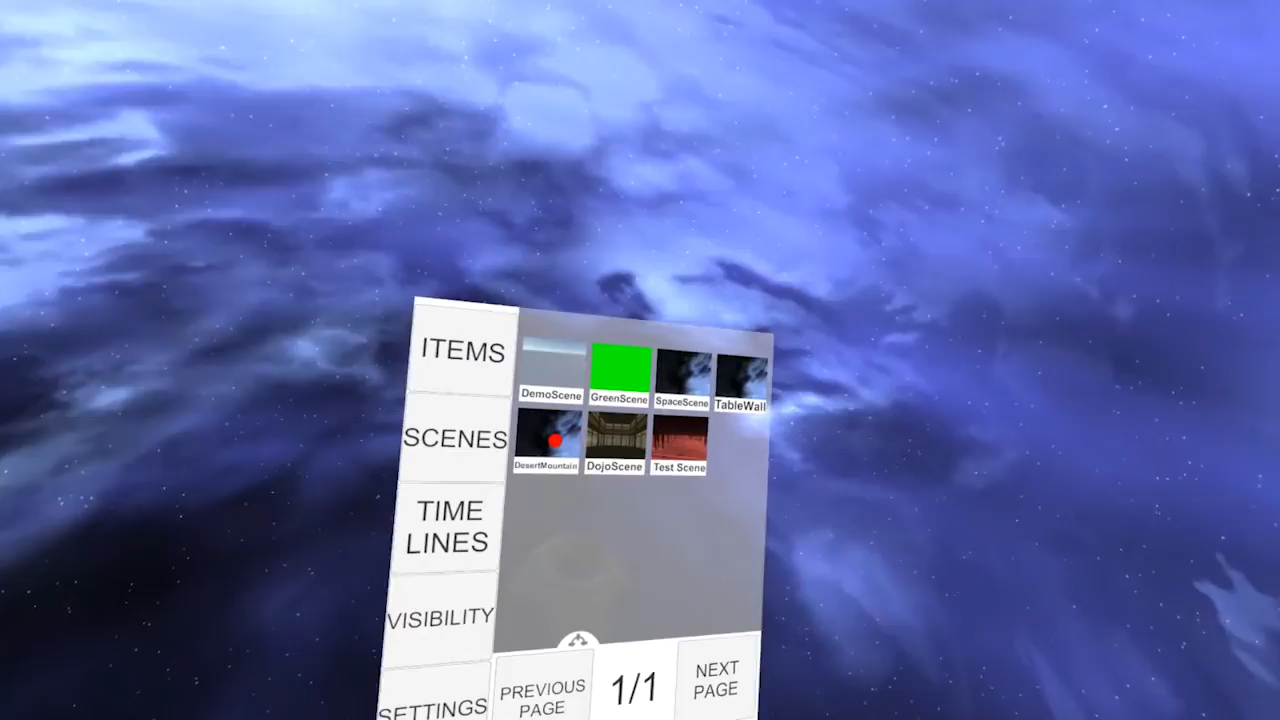 ITEMS
DemoScene
GreenScene
SpaceScene
TableWall
SCENES
DesertMountain
DojoScene
Test Scene
TIME
LINES
VISIBILITY
SETTINGS
PREVIOUS
PAGE
1/1
NEXT
PAGE